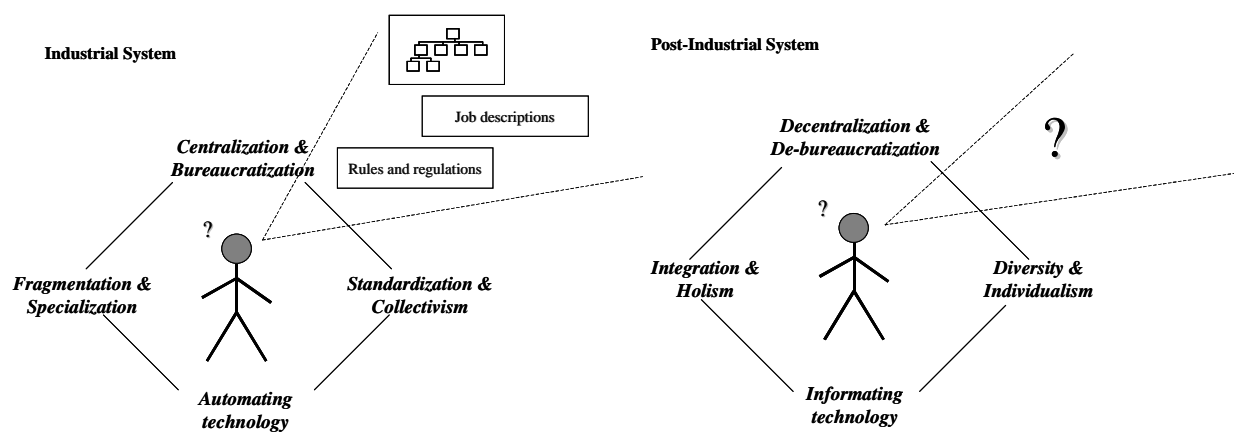 Industrial System
Job descriptions
Centralization &
Bureaucratization
Rules and regulations
?
Fragmentation &
Specialization
Standardization &
Collectivism
Automating
technology
Post-Industrial System
?
Decentralization &
De-bureaucratization
?
Integration &
Holism
Diversity &
Individualism
Informating
technology